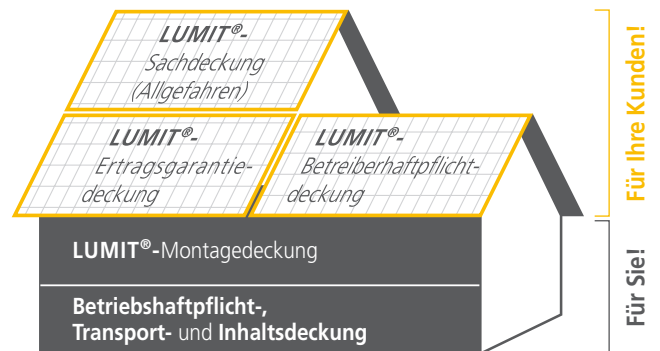 LUMIT®-
Sachdeckung
(Allgefahren)
LUMIT®-
Ertragsgarantie-
deckung
LUMIT®-
Betreiberhaftpflicht-
deckung
LUMIT®-Montagedeckung
Betriebshaftpflicht-,
Transport- und Inhaltsdeckung
Für Ihre Kunden!
Für Sie!